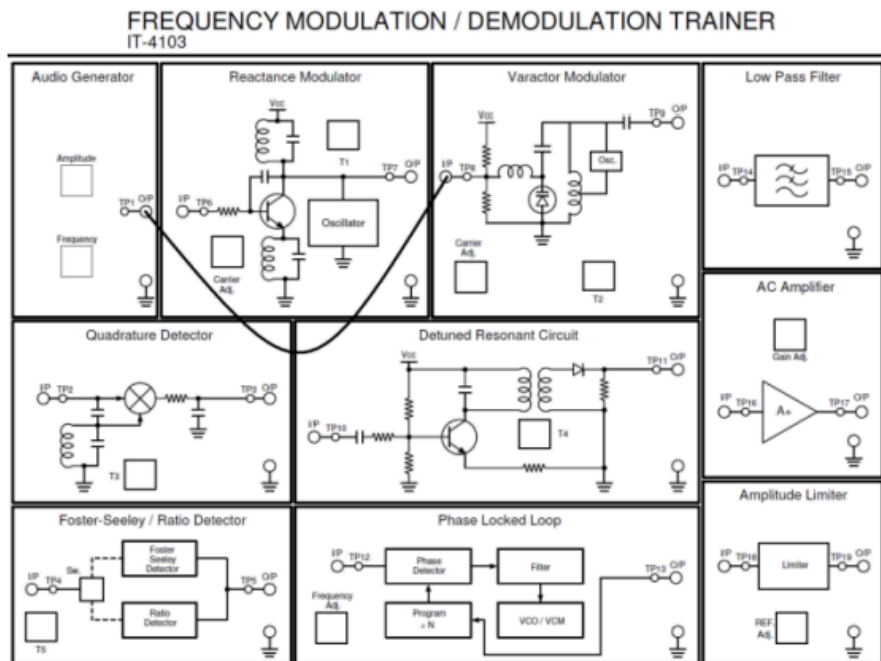 FREQUENCY MODULATION / DEMODULATION TRAINER
IT-4103
Audio Generator
Amplitude
TP1 O/P
Frequency
Reactance Modulator
Vcc
T1
TP7 O/P
I/P TP6
Oscillator
Carrier
Adj.
Varactor Modulator
Vcc
TP9 O/P
I/P TP8
Osc.
Carrier
Adj.
T2
Low Pass Filter
I/P TP14
TP15 O/P
AC Amplifier
Gain Adj.
I/P TP16
A+
TP17 O/P
Quadrature Detector
I/P TP2
TP3 O/P
T3
Detuned Resonant Circuit
Vcc
TP11 O/P
I/P TP10
T4
Amplitude Limiter
I/P TP18
Limiter
TP19 O/P
REF.
Adj.
Foster-Seeley / Ratio Detector
I/P TP4
Sw.
Foster
Seeley
Detector
Ratio
Detector
TP5 O/P
T5
Phase Locked Loop
I/P TP12
Phase
Detector
Filter
TP13 O/P
Frequency
Adj.
Program
÷ N
VCO / VCM